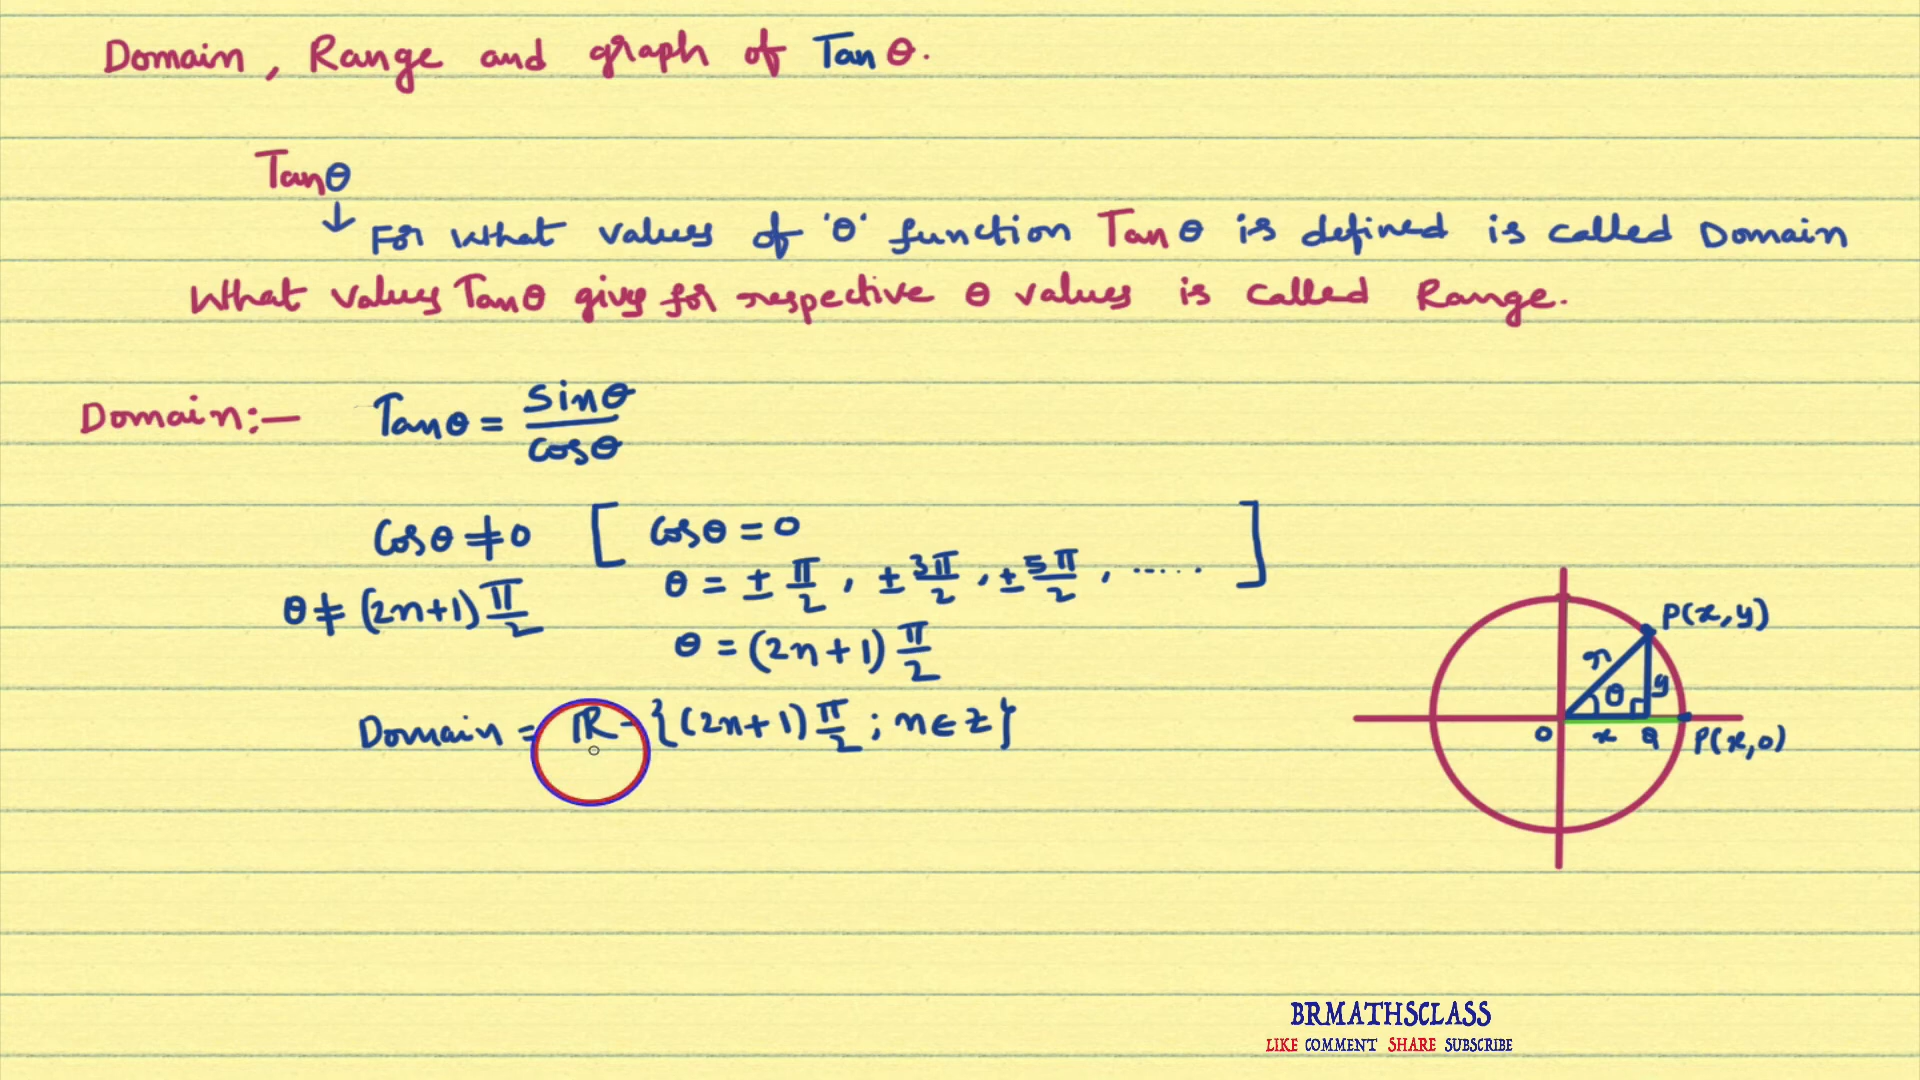 Domain, Range and graph of Tan θ.
Tanθ
↓ For what values of 'θ' function Tan θ is defined is called Domain
What values Tanθ gives for respective θ values is called Range.
Domain:— Tanθ = sinθ/cosθ
Cosθ ≠ 0 [ Cosθ = 0 ]
θ = ± π/2, ± 3π/2, ± 5π/2, ......
θ ≠ (2n+1) π/2
θ = (2n+1) π/2
Domain = R - {(2n+1) π/2 ; n ∈ z}
P(x,y)
r
θ
y
O x Q P(x,0)
BRMATHSCLASS
LIKE COMMENT SHARE SUBSCRIBE